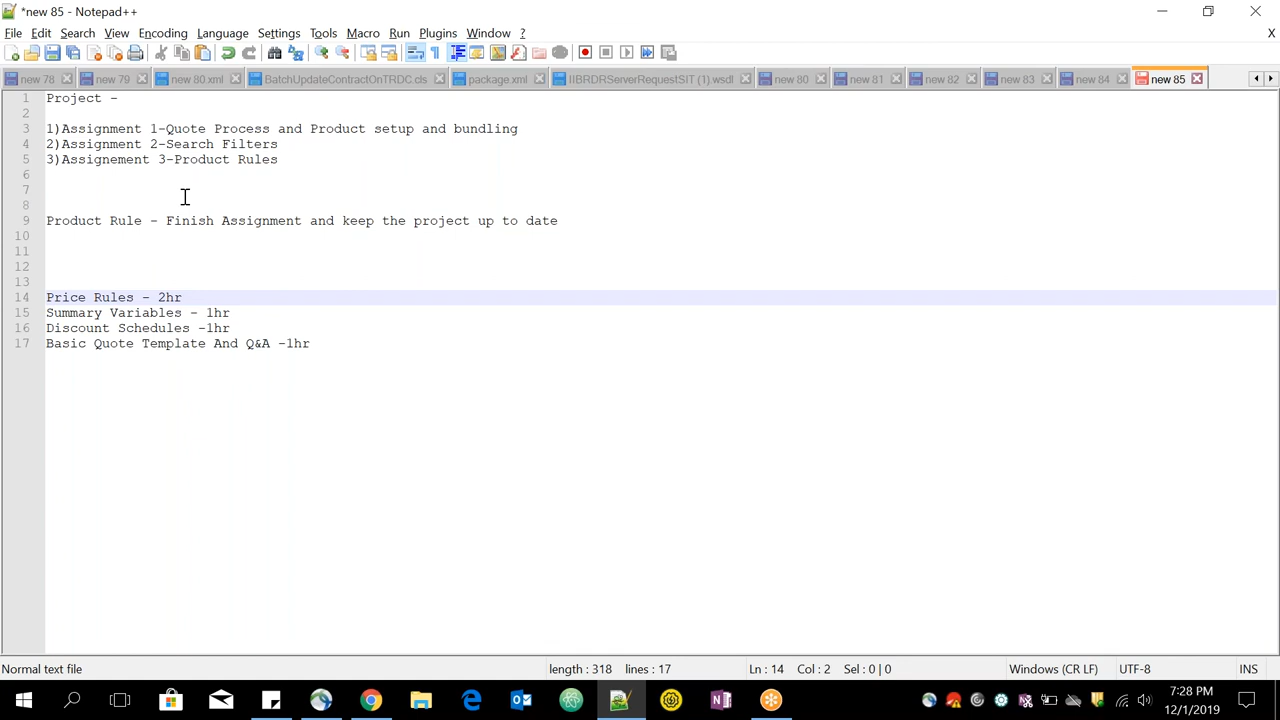 *new 85 - Notepad++
File Edit Search View Encoding Language Settings Tools Macro Run Plugins Window ? X
new 78 new 79 new 80.xml BatchUpdateContractOnTRDC.cls package.xml IIBRDRServerRequestSIT (1).wsdl new 80 new 81 new 82 new 83 new 84 new 85
1 Project -
2
3 1)Assignment 1-Quote Process and Product setup and bundling
4 2)Assignment 2-Search Filters
5 3)Assignement 3-Product Rules
6
7
8
9 Product Rule - Finish Assignment and keep the project up to date
10
11
12
13
14 Price Rules - 2hr
15 Summary Variables - 1hr
16 Discount Schedules -1hr
17 Basic Quote Template And Q&A -1hr
Normal text file length : 318 lines : 17 Ln : 14 Col : 2 Sel : 0 | 0 Windows (CR LF) UTF-8 INS
7:28 PM
12/1/2019